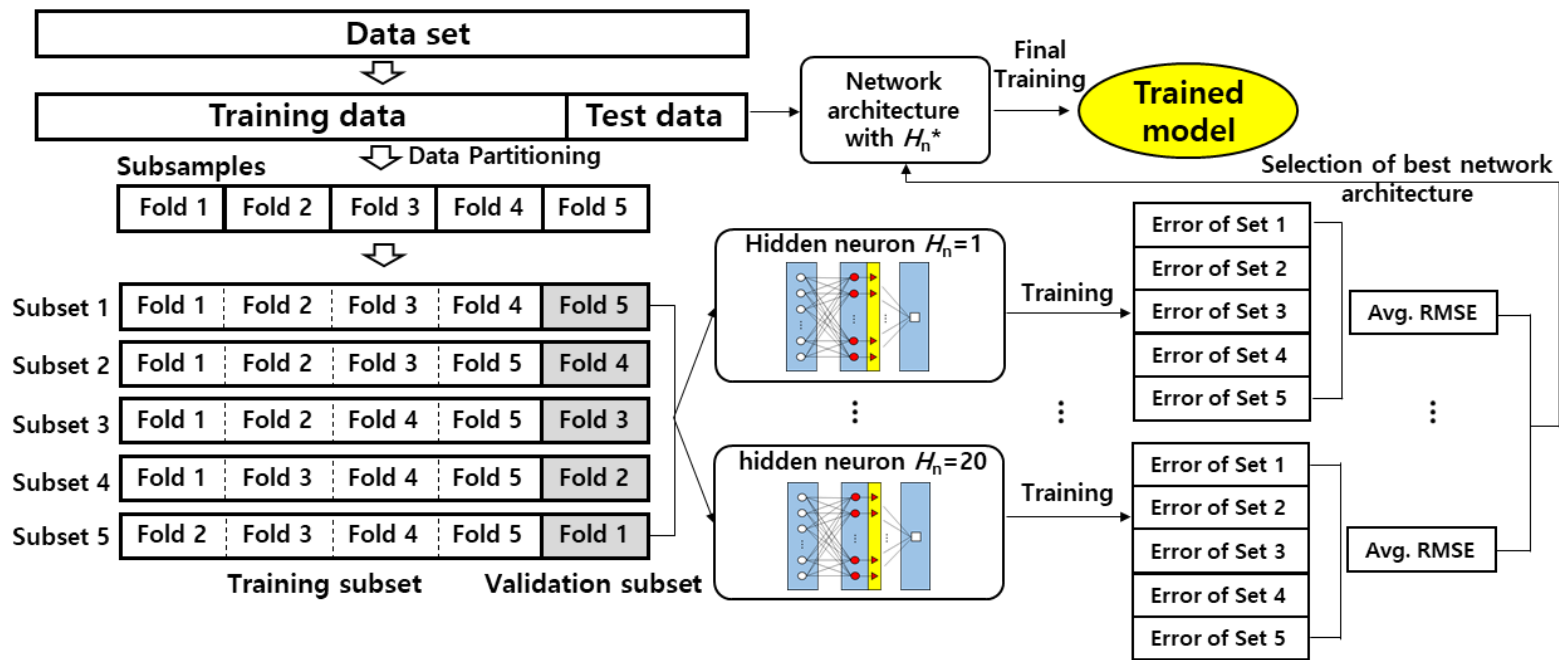 Data set
Training data
Test data
Data Partitioning
Subsamples
Fold 1 Fold 2 Fold 3 Fold 4 Fold 5
Subset 1 Fold 1 Fold 2 Fold 3 Fold 4 Fold 5
Subset 2 Fold 1 Fold 2 Fold 3 Fold 5 Fold 4
Subset 3 Fold 1 Fold 2 Fold 4 Fold 5 Fold 3
Subset 4 Fold 1 Fold 3 Fold 4 Fold 5 Fold 2
Subset 5 Fold 2 Fold 3 Fold 4 Fold 5 Fold 1
Training subset
Validation subset
Network
architecture
with Hn*
Final
Training
Trained
model
Selection of best network
architecture
Hidden neuron Hn=1
Training
Error of Set 1
Error of Set 2
Error of Set 3
Error of Set 4
Error of Set 5
Avg. RMSE
⋮
⋮
⋮
hidden neuron Hn=20
Training
Error of Set 1
Error of Set 2
Error of Set 3
Error of Set 4
Error of Set 5
Avg. RMSE